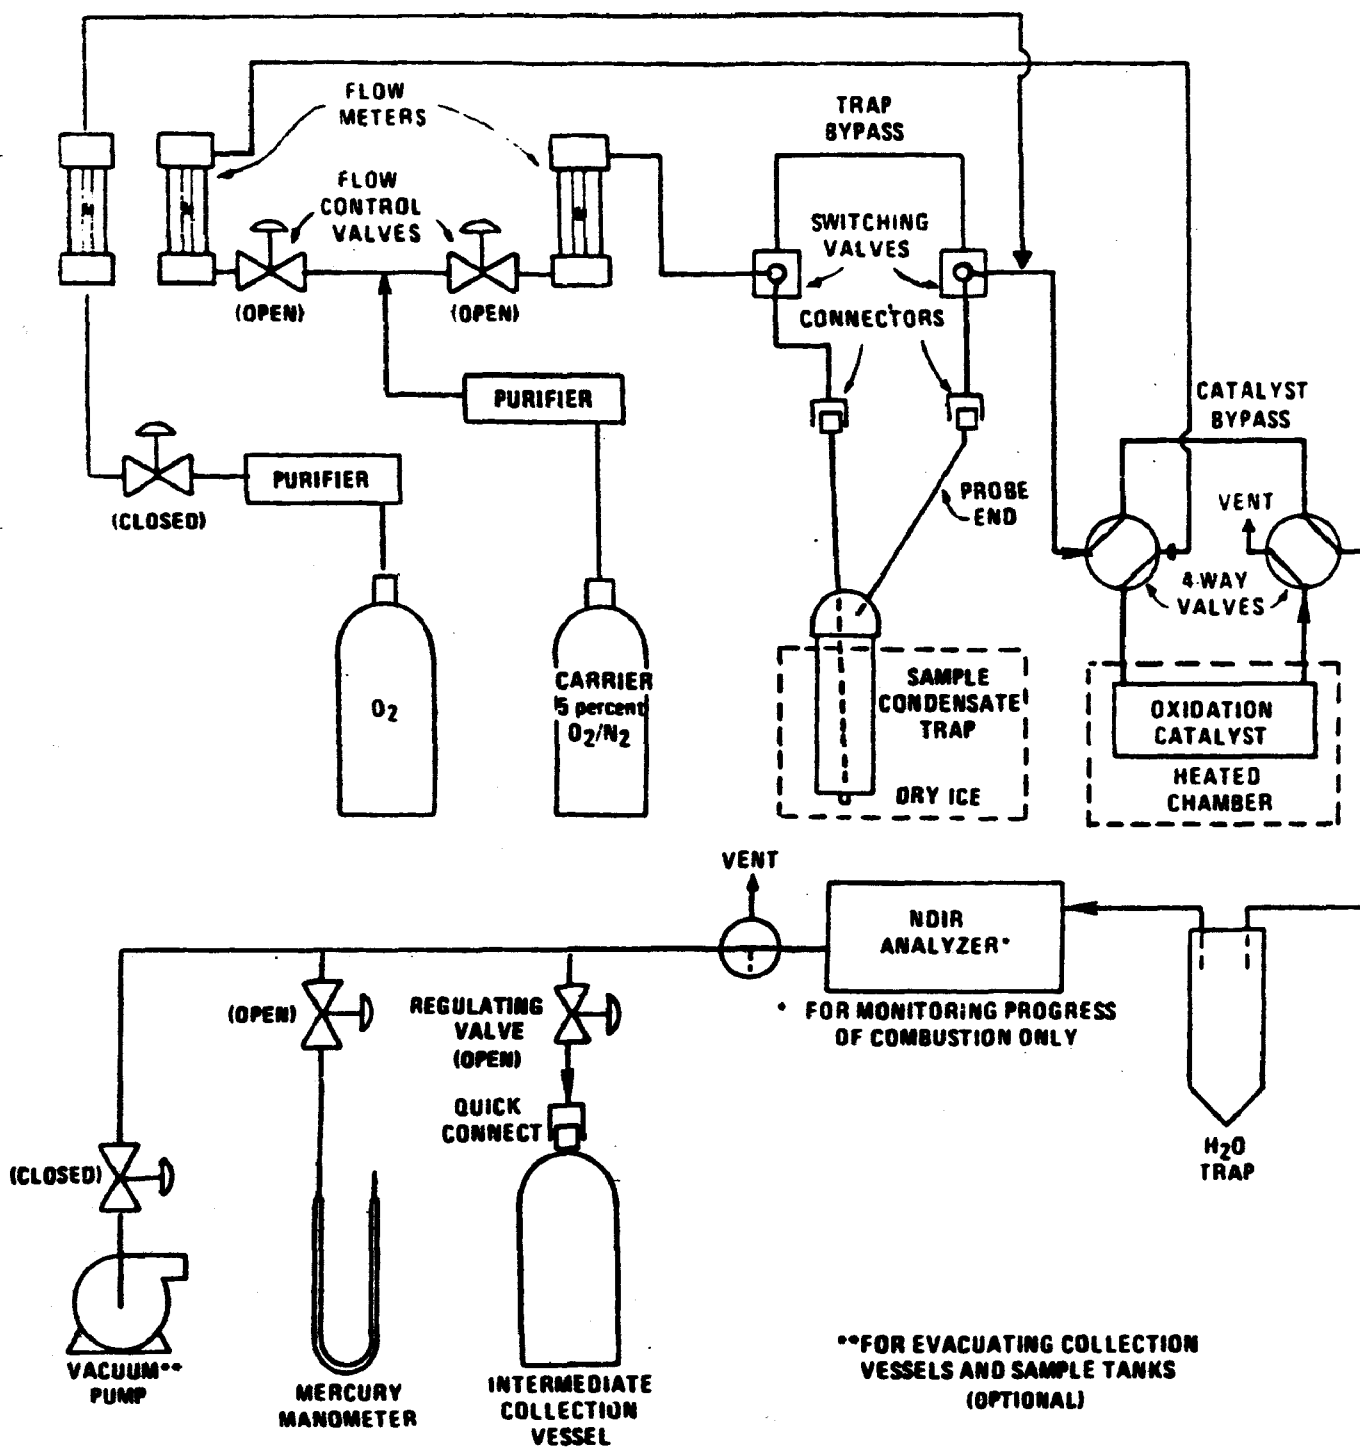 FLOW
METERS
TRAP
BYPASS
FLOW
CONTROL
VALVES
SWITCHING
VALVES
(OPEN)
(OPEN)
CONNECTORS
PURIFIER
CATALYST
BYPASS
PURIFIER
(CLOSED)
PROBE
END
VENT
4-WAY
VALVES
O2
CARRIER
5 percent
O2/N2
SAMPLE
CONDENSATE
TRAP
DRY ICE
OXIDATION
CATALYST
HEATED
CHAMBER
VENT
NDIR
ANALYZER*
* FOR MONITORING PROGRESS
OF COMBUSTION ONLY
(OPEN)
REGULATING
VALVE
(OPEN)
QUICK
CONNECT
H2O
TRAP
(CLOSED)
VACUUM**
PUMP
MERCURY
MANOMETER
INTERMEDIATE
COLLECTION
VESSEL
**FOR EVACUATING COLLECTION
VESSELS AND SAMPLE TANKS
(OPTIONAL)